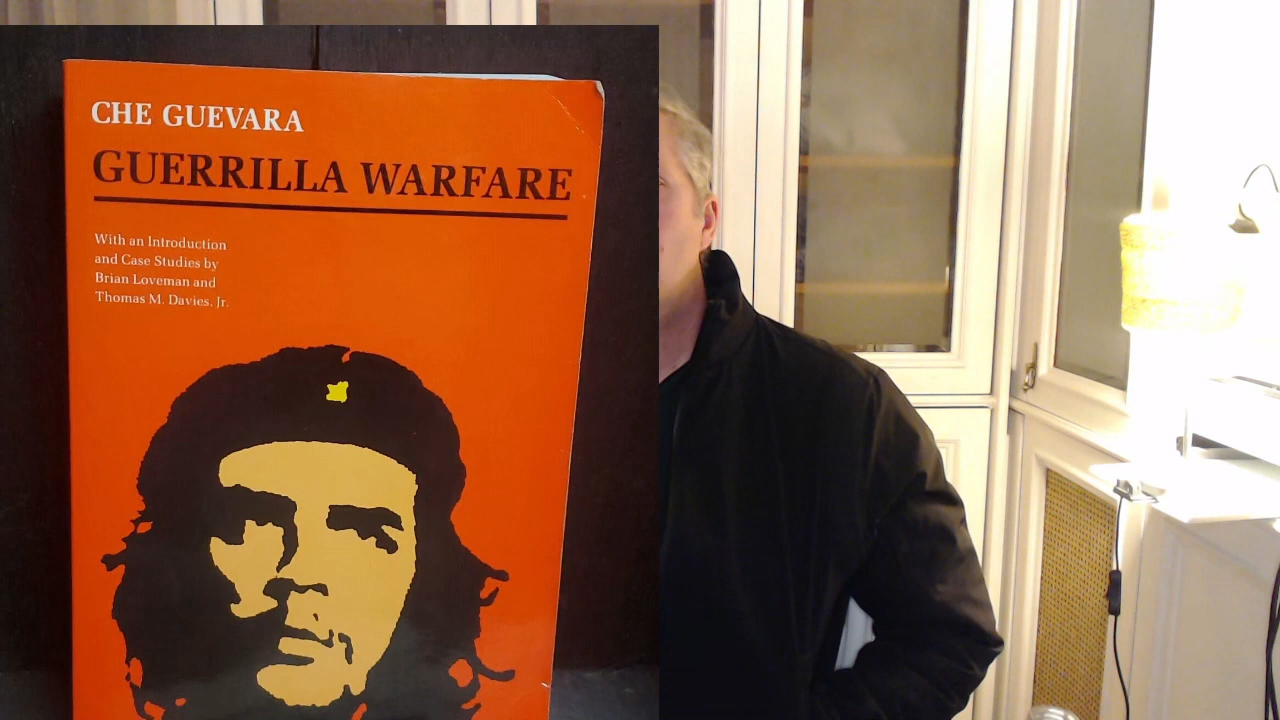 CHE GUEVARA
GUERRILLA WARFARE
With an Introduction
and Case Studies by
Brian Loveman and
Thomas M. Davies, Jr.